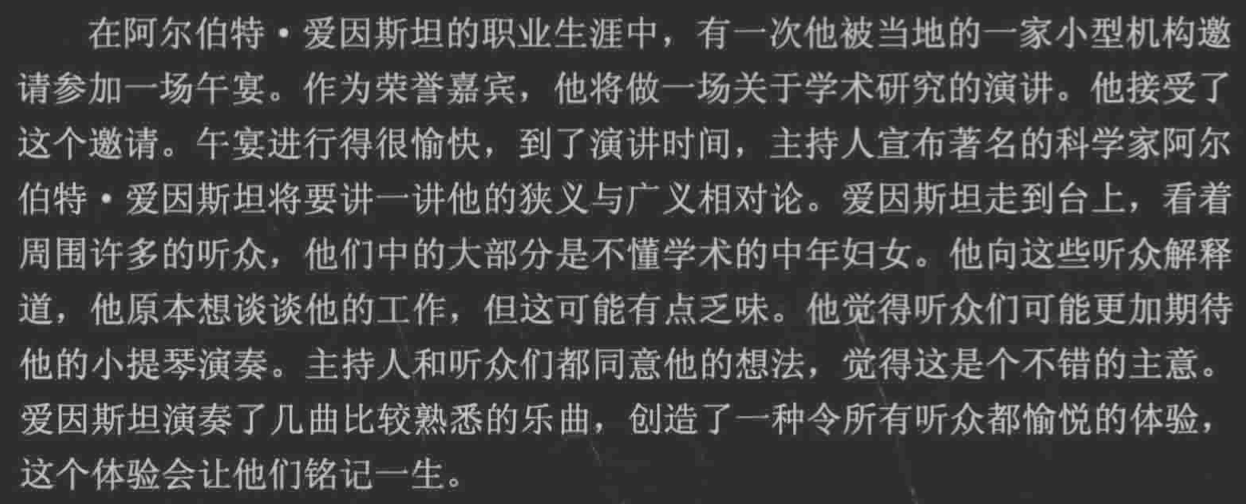 在阿尔伯特·爱因斯坦的职业生涯中，有一次他被当地的一家小型机构邀
请参加一场午宴。作为荣誉嘉宾，他将做一场关于学术研究的演讲。他接受了
这个邀请。午宴进行得很愉快，到了演讲时间，主持人宣布著名的科学家阿尔
伯特·爱因斯坦将要讲一讲他的狭义与广义相对论。爱因斯坦走到台上，看着
周围许多的听众，他们中的大部分是不懂学术的中年妇女。他向这些听众解释
道，他原本想谈谈他的工作，但这可能有点乏味。他觉得听众们可能更加期待
他的小提琴演奏。主持人和听众们都同意他的想法，觉得这是个不错的主意。
爱因斯坦演奏了几曲比较熟悉的乐曲，创造了一种令所有听众都愉悦的体验，
这个体验会让他们铭记一生。